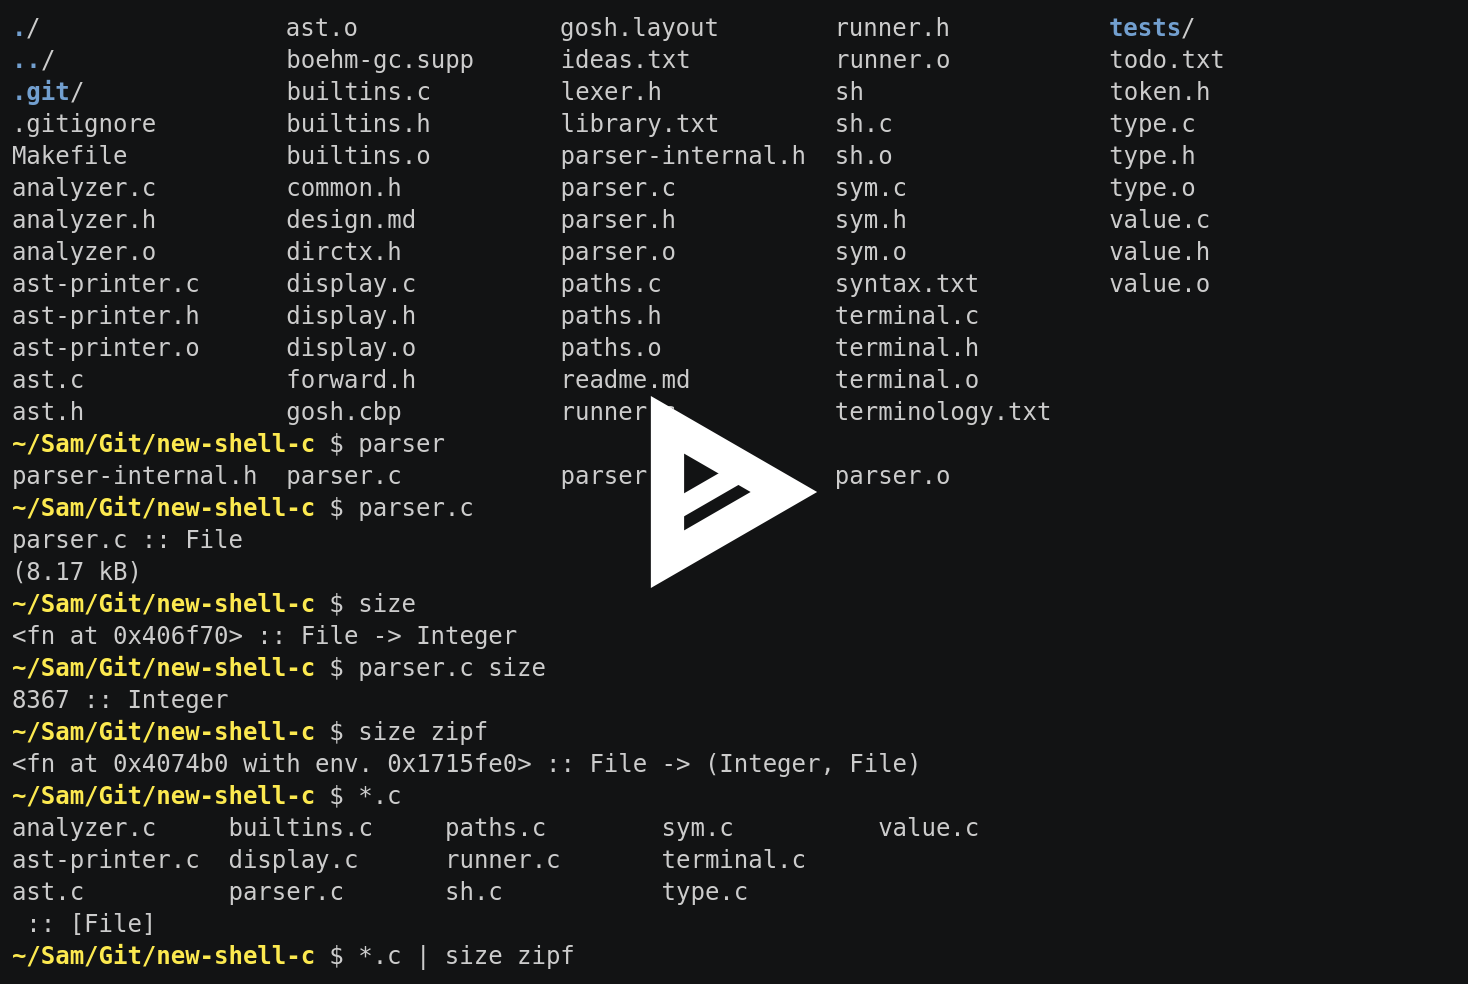 ./ ast.o gosh.layout runner.h tests/
../ boehm-gc.supp ideas.txt runner.o todo.txt
.git/ builtins.c lexer.h sh token.h
.gitignore builtins.h library.txt sh.c type.c
Makefile builtins.o parser-internal.h sh.o type.h
analyzer.c common.h parser.c sym.c type.o
analyzer.h design.md parser.h sym.h value.c
analyzer.o dirctx.h parser.o sym.o value.h
ast-printer.c display.c paths.c syntax.txt value.o
ast-printer.h display.h paths.h terminal.c
ast-printer.o display.o paths.o terminal.h
ast.c forward.h readme.md terminal.o
ast.h gosh.cbp runner terminology.txt
~/Sam/Git/new-shell-c $ parser
parser-internal.h parser.c parser parser.o
~/Sam/Git/new-shell-c $ parser.c
parser.c :: File
(8.17 kB)
~/Sam/Git/new-shell-c $ size
<fn at 0x406f70> :: File -> Integer
~/Sam/Git/new-shell-c $ parser.c size
8367 :: Integer
~/Sam/Git/new-shell-c $ size zipf
<fn at 0x4074b0 with env. 0x1715fe0> :: File -> (Integer, File)
~/Sam/Git/new-shell-c $ *.c
analyzer.c builtins.c paths.c sym.c value.c
ast-printer.c display.c runner.c terminal.c
ast.c parser.c sh.c type.c
:: [File]
~/Sam/Git/new-shell-c $ *.c | size zipf